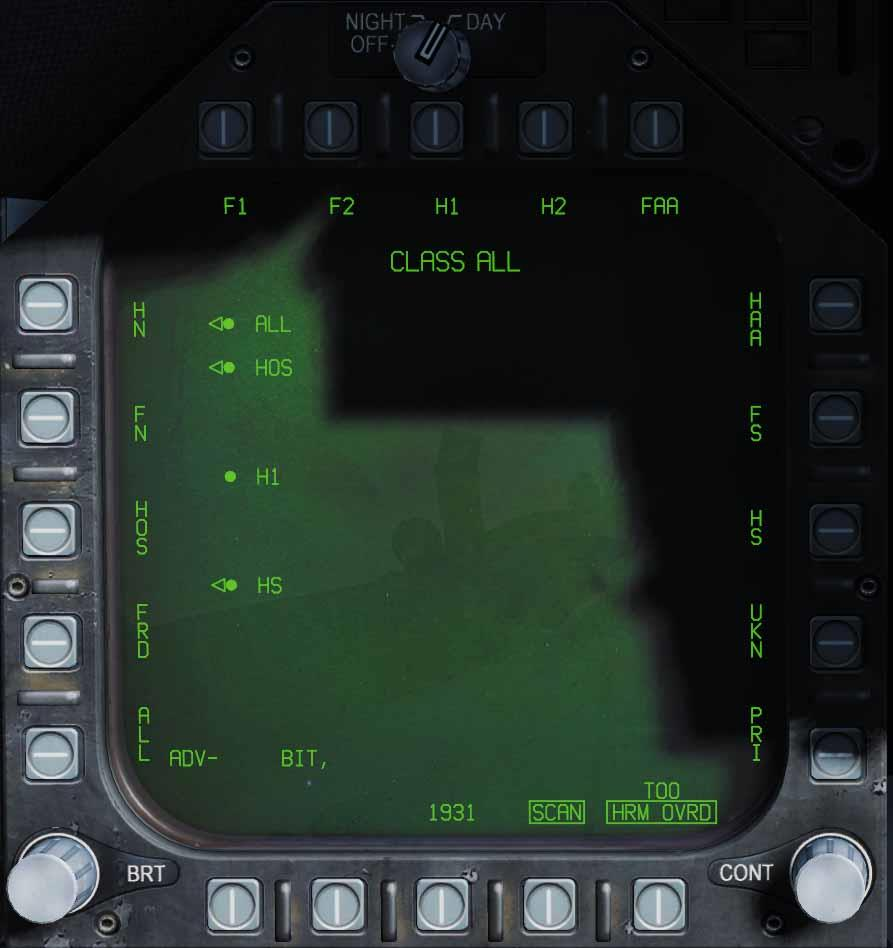 NIGHT DAY
OFF
F1 F2 H1 H2 FAA
CLASS ALL
HN
HAA
ALL
HOS
FN
FS
H1
HOS
HS
HS
FRD
UKN
ALL
PRI
ADV- BIT,
TOO
1931 SCAN HRM OVRD
BRT CONT